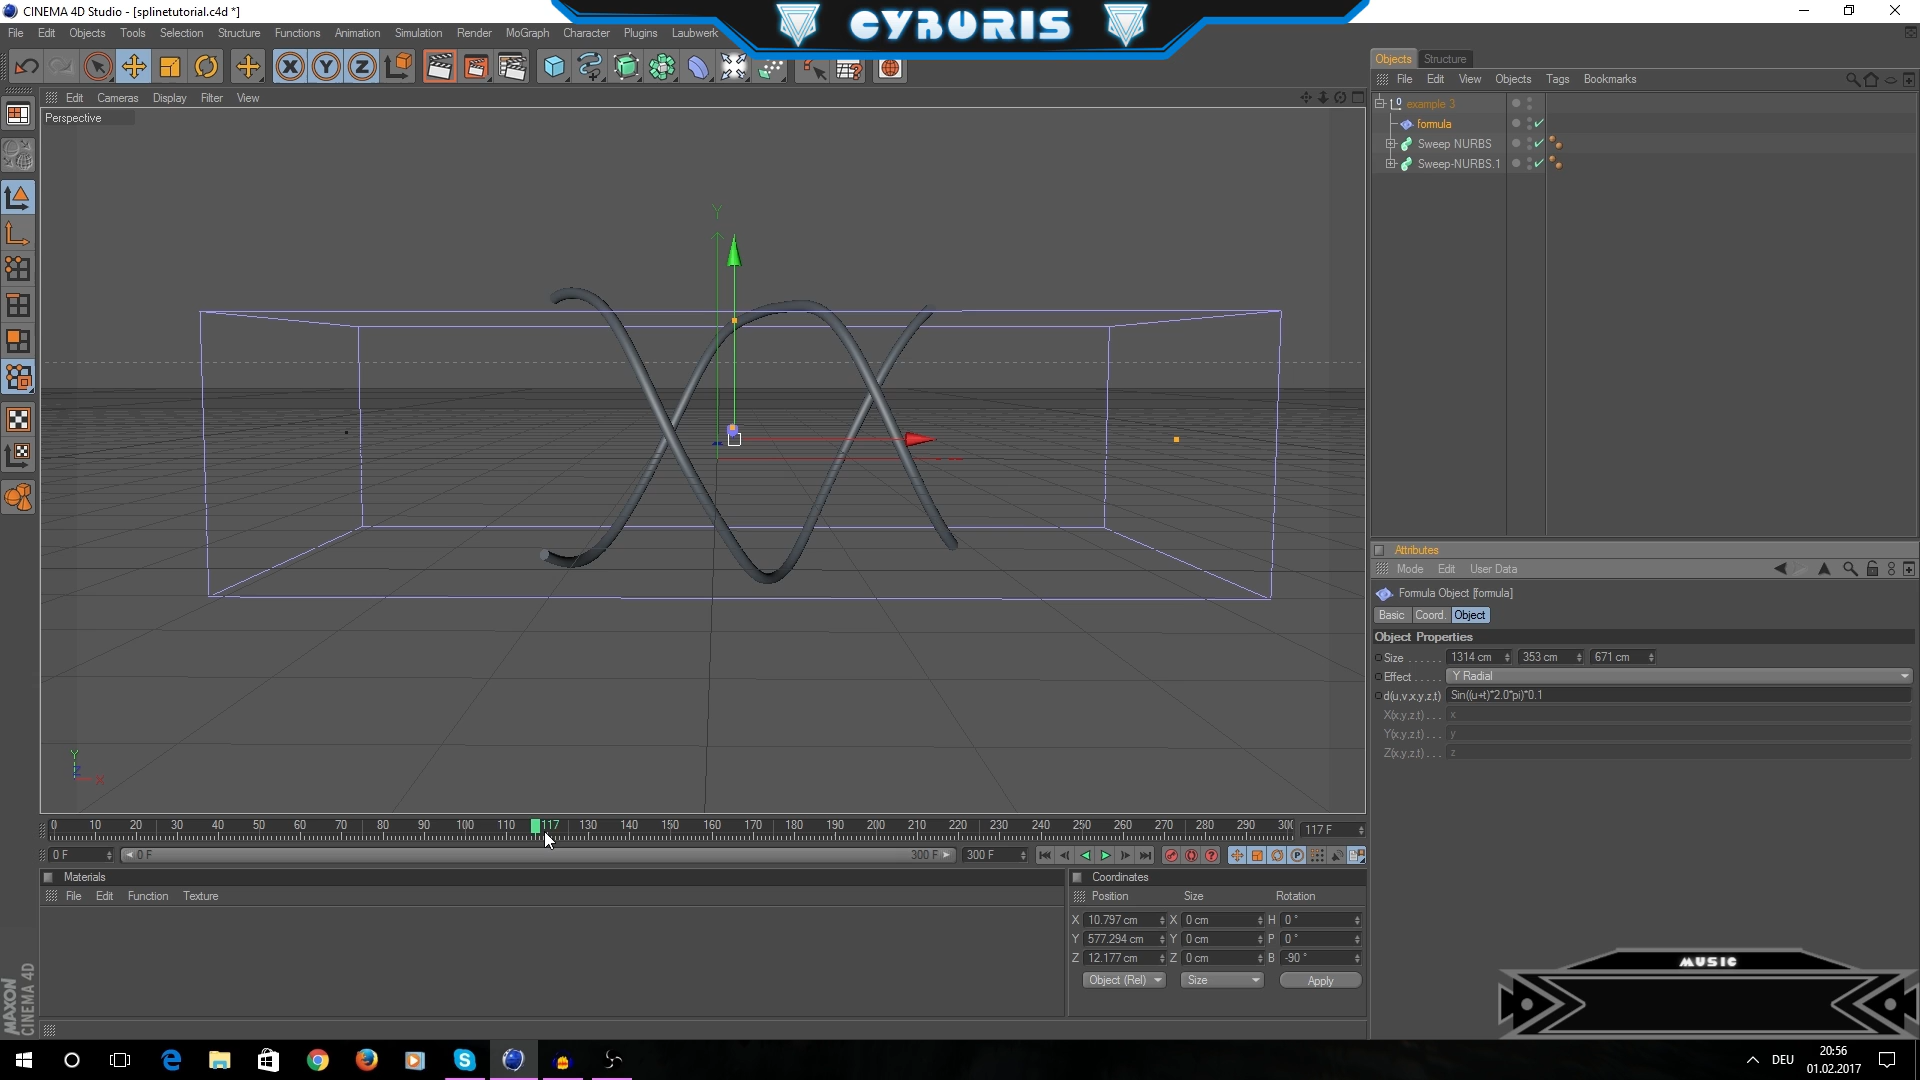 CINEMA 4D Studio - [splinetutorial.c4d *]
CYBORIS
File Edit Objects Tools Selection Structure Functions Animation Simulation Render MoGraph Character Plugins Laubwerk
X Y Z
Edit Cameras Display Filter View
Perspective
Y
Y
X
0 10 20 30 40 50 60 70 80 90 100 110 117 130 140 150 160 170 180 190 200 210 220 230 240 250 260 270 280 290 300
117 F
0 F
0 F
300 F
300 F
Materials
File Edit Function Texture
Coordinates
Position Size Rotation
X 10.797 cm X 0 cm H 0 °
Y 577.294 cm Y 0 cm P 0 °
Z 12.177 cm Z 0 cm B -90 °
Object (Rel) Size Apply
Objects Structure
File Edit View Objects Tags Bookmarks
example 3
formula
Sweep NURBS
Sweep-NURBS.1
Attributes
Mode Edit User Data
Formula Object [formula]
Basic Coord. Object
Object Properties
Size . . . . . . 1314 cm 353 cm 671 cm
Effect . . . . . Y Radial
d(u,v,x,y,z,t) Sin((u+t)*2.0*pi)*0.1
X(x,y,z,t) . . . x
Y(x,y,z,t) . . . y
Z(x,y,z,t) . . . z
MUSIC
MAXON
CINEMA 4D
DEU
20:56
01.02.2017